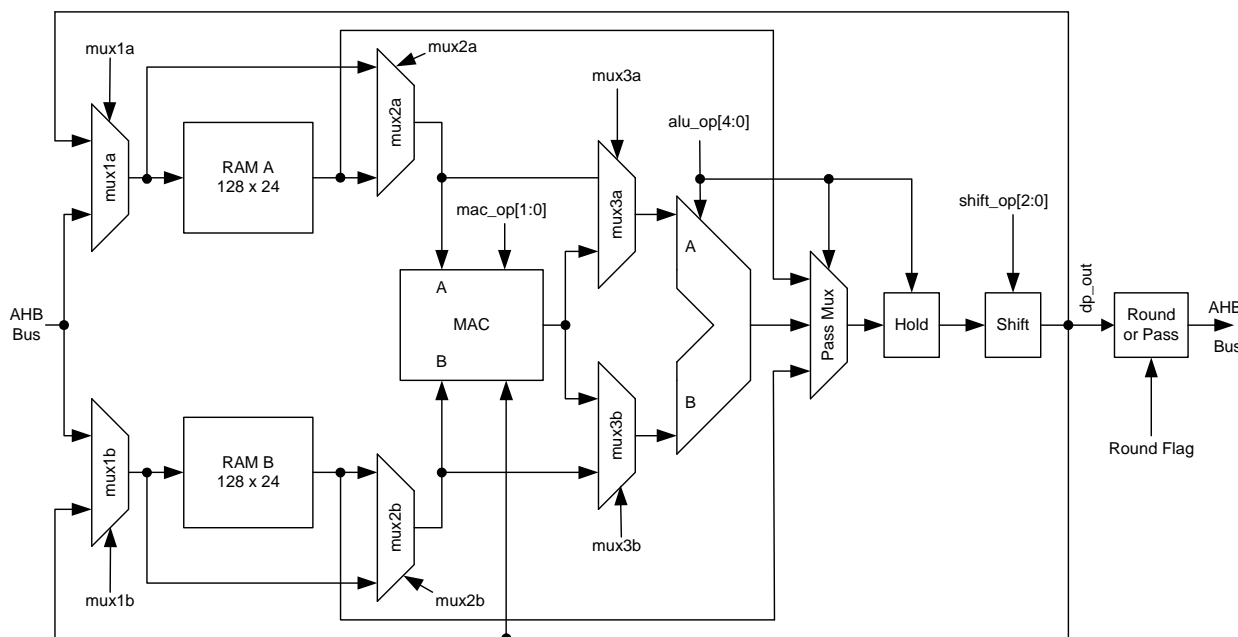 mux1a
mux2a
mux3a
alu_op[4:0]
mux1a
RAM A
128 x 24
mux2a
mac_op[1:0]
mux3a
shift_op[2:0]
A
AHB
Bus
A
MAC
B
Pass Mux
Hold
Shift
dp_out
Round
or Pass
AHB
Bus
mux1b
RAM B
128 x 24
mux2b
mux3b
B
Round Flag
mux3b
mux1b
mux2b